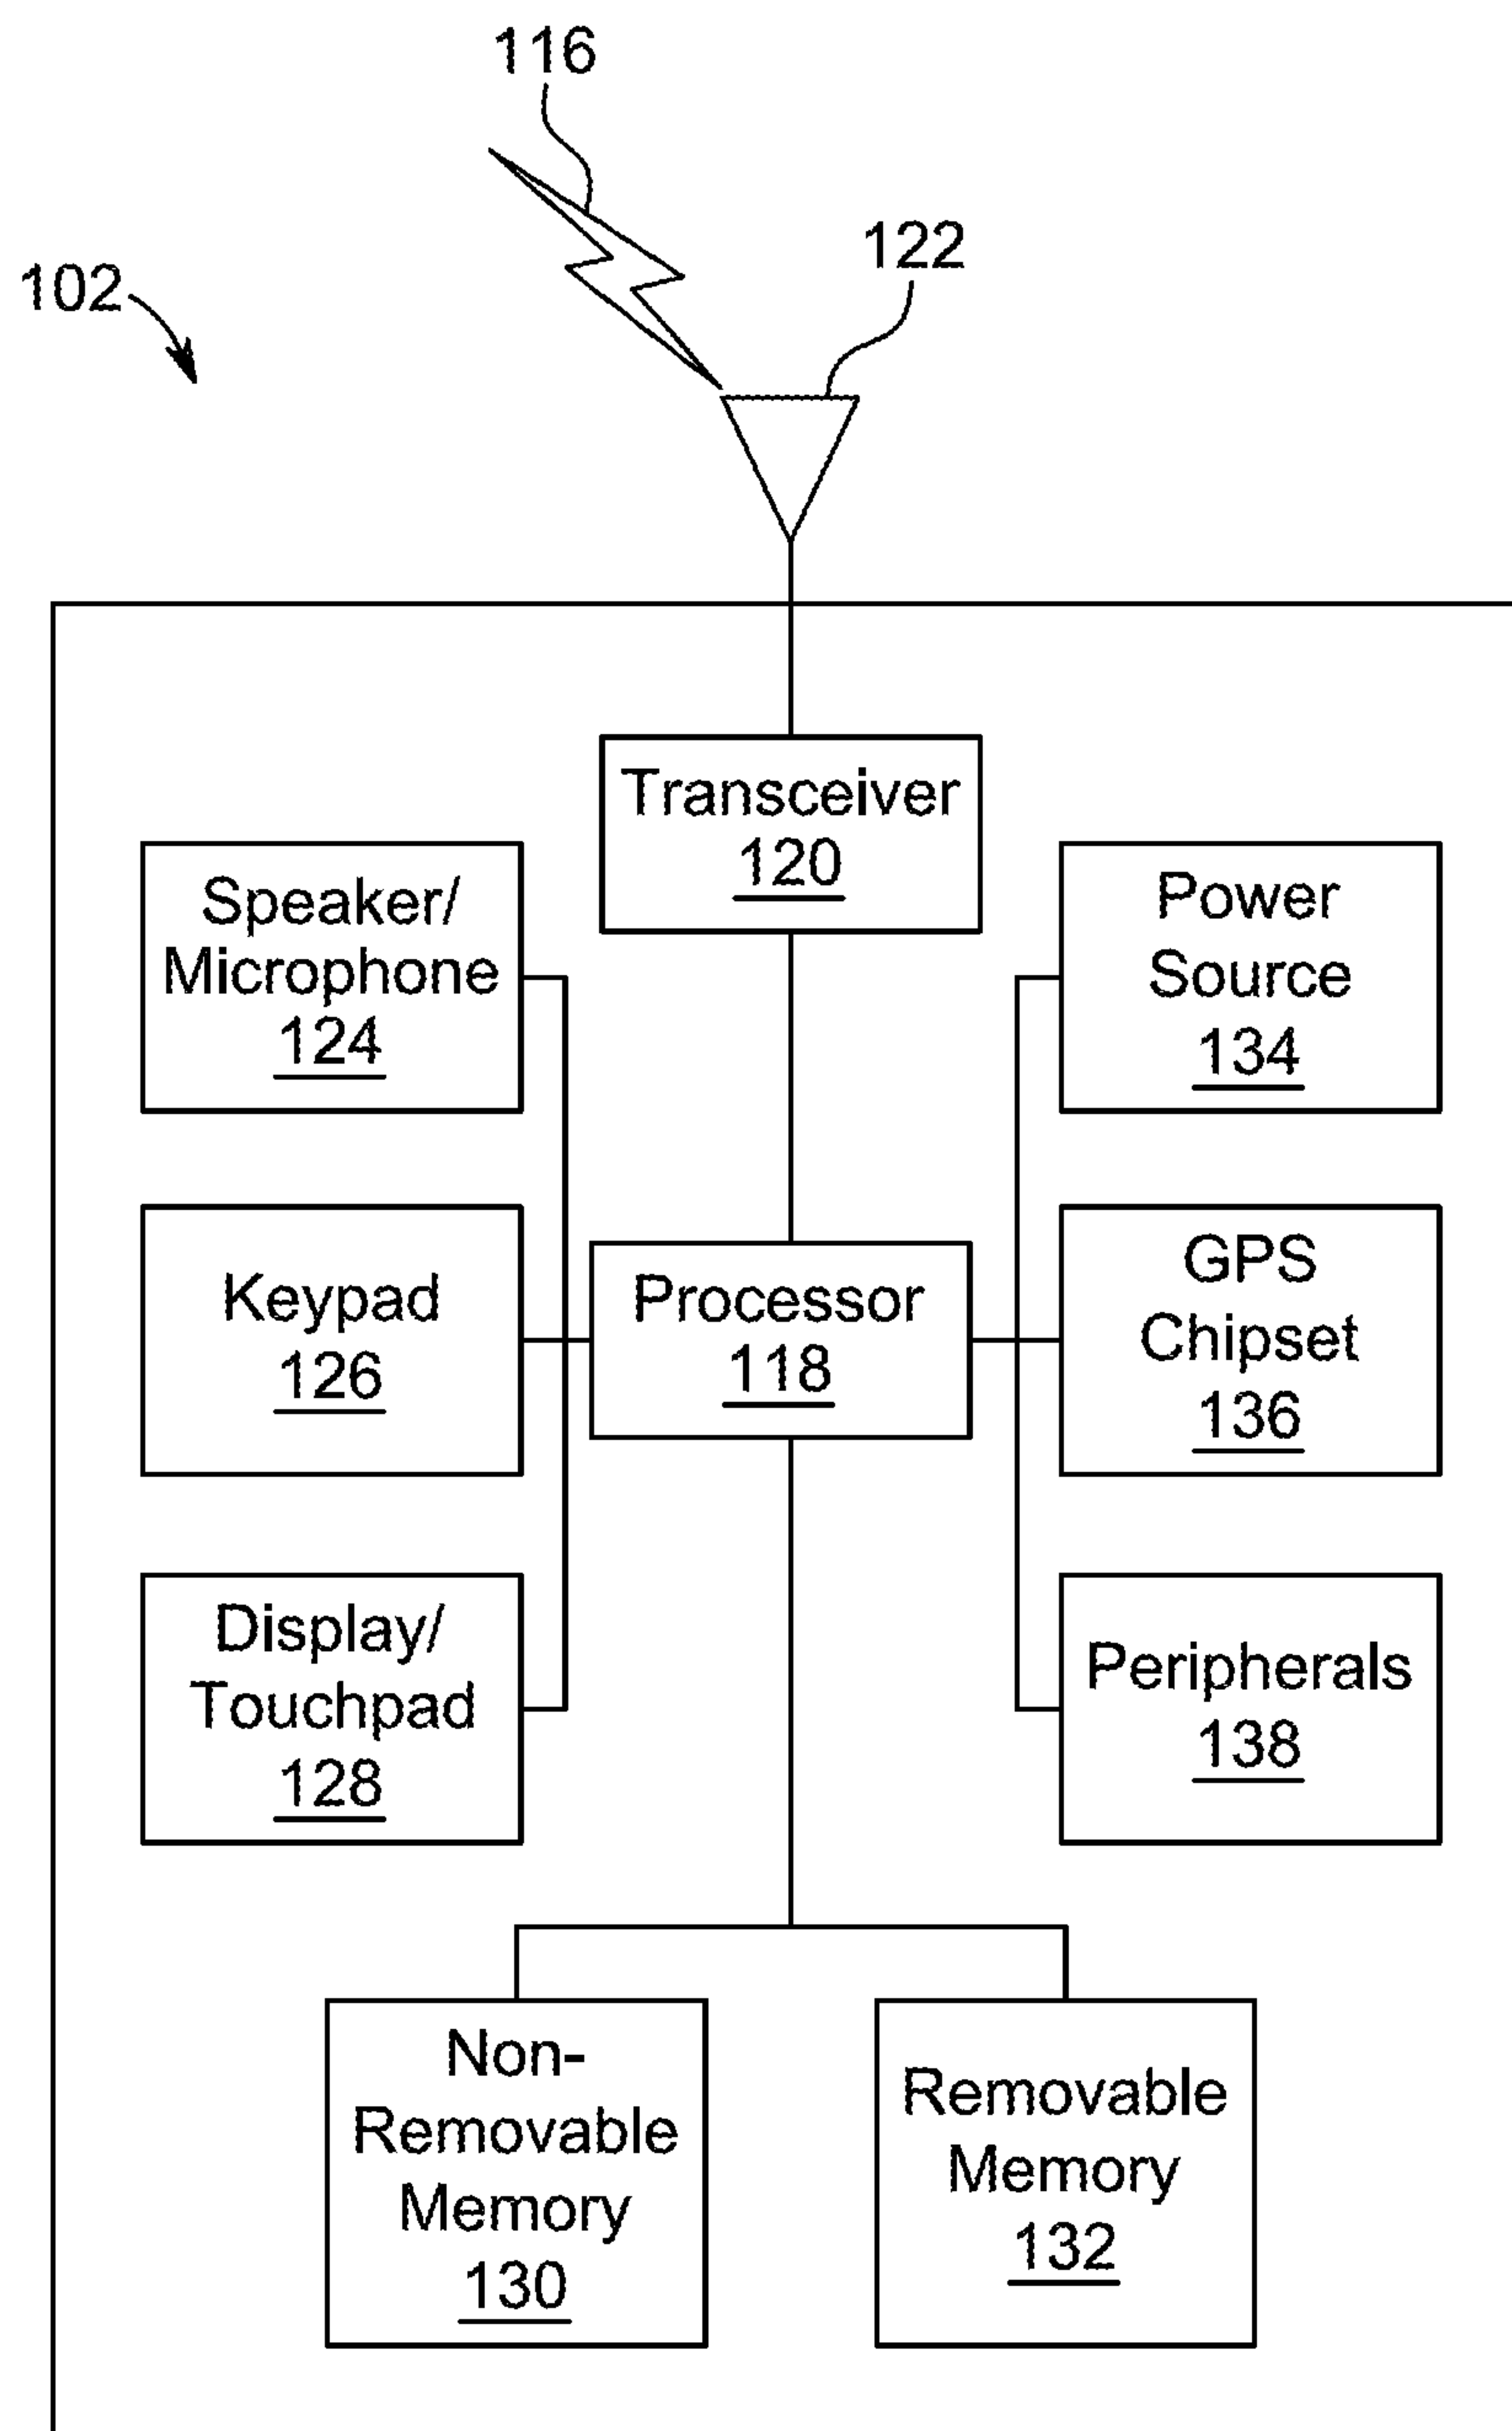 116
122
102
Transceiver
120
Speaker/
Microphone
124
Power
Source
134
Keypad
126
Processor
118
GPS
Chipset
136
Display/
Touchpad
128
Peripherals
138
Non-
Removable
Memory
130
Removable
Memory
132